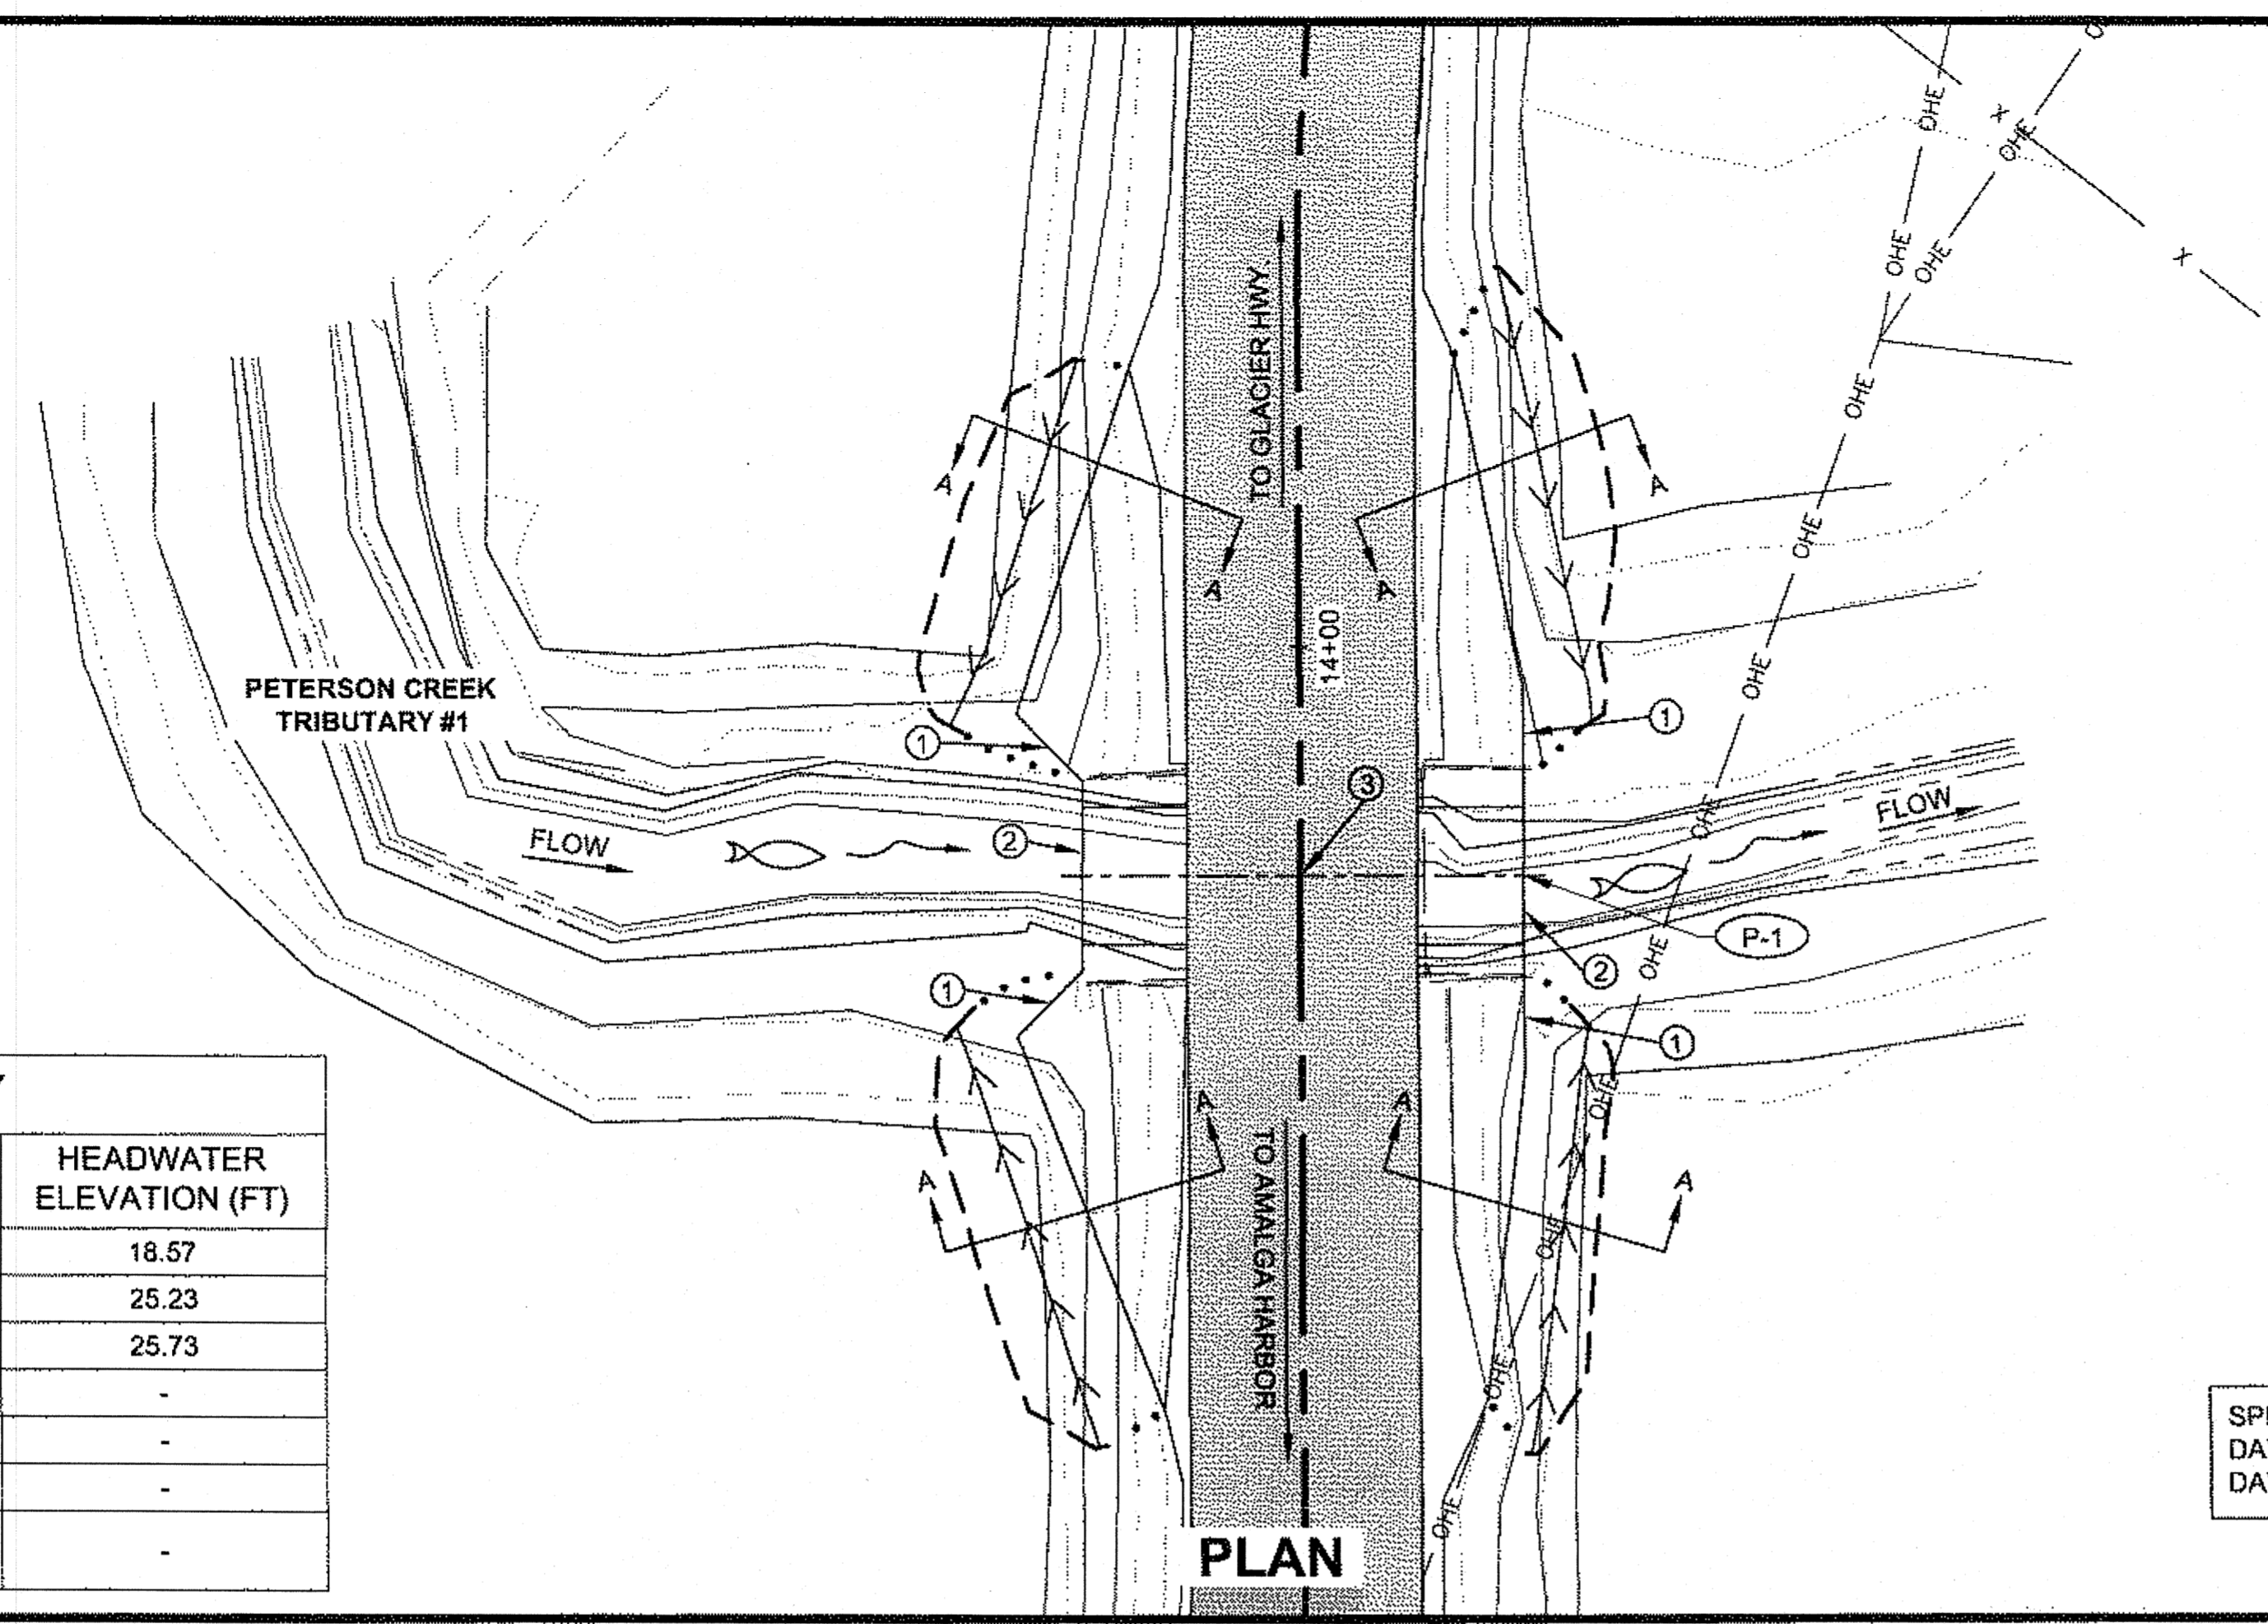 OHE
OHE
OHE
OHE
TO GLACIER HWY.
OHE
A
A
A
A
OHE
14+00
PETERSON CREEK
TRIBUTARY #1
OHE
1
1
3
FLOW
2
FLOW
OHE
P-1
2
OHE
1
1
A
A
OHE
A
A
TO AMALGA HARBOR
OHE
OHE
OHE
HEADWATER
ELEVATION (FT)
18.57
25.23
25.73
-
-
-
-
PLAN